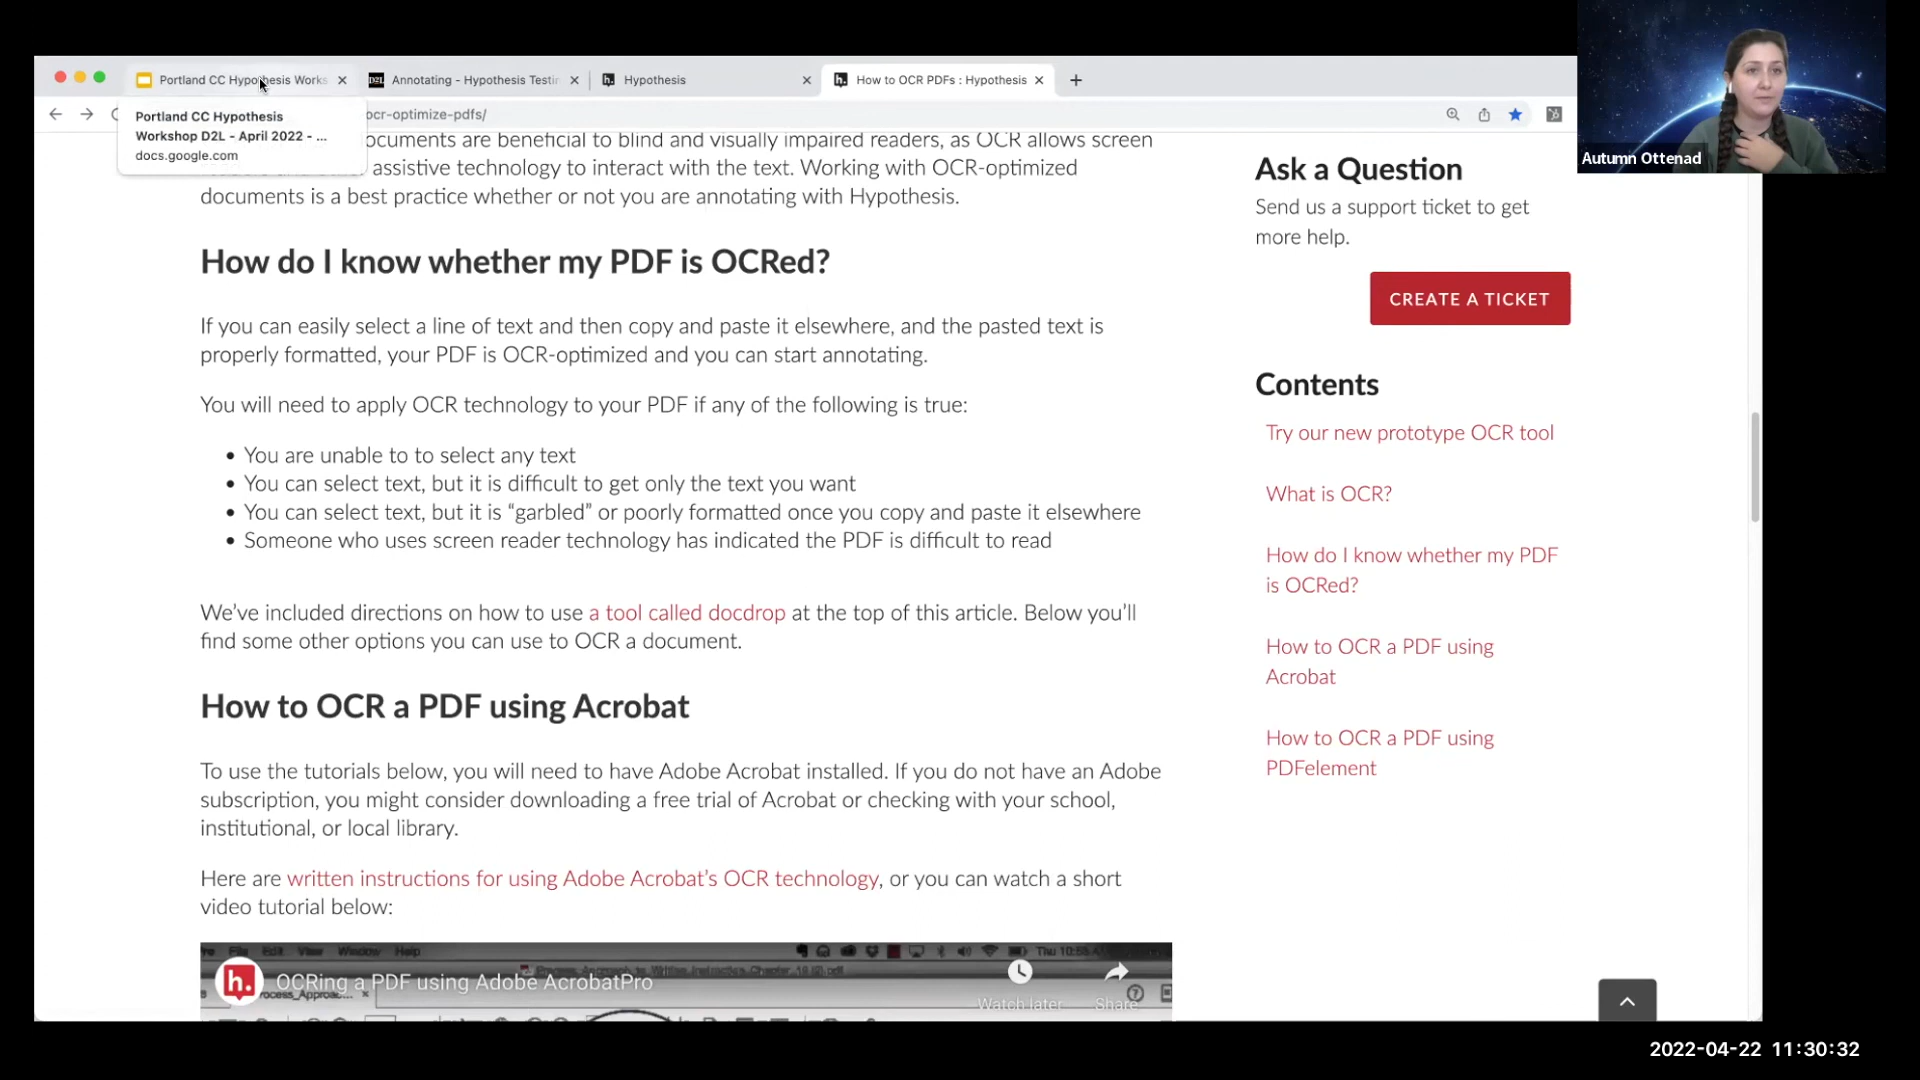 Portland CC Hypothesis Works
Annotating - Hypothesis Testin
Hypothesis
How to OCR PDFs : Hypothesis
Portland CC Hypothesis
Workshop D2L - April 2022 - ...
docs.google.com
ocr-optimize-pdfs/
Autumn Ottenad
documents are beneficial to blind and visually impaired readers, as OCR allows screen
assistive technology to interact with the text. Working with OCR-optimized
documents is a best practice whether or not you are annotating with Hypothesis.
How do I know whether my PDF is OCRed?
If you can easily select a line of text and then copy and paste it elsewhere, and the pasted text is
properly formatted, your PDF is OCR-optimized and you can start annotating.
You will need to apply OCR technology to your PDF if any of the following is true:
• You are unable to to select any text
• You can select text, but it is difficult to get only the text you want
• You can select text, but it is “garbled” or poorly formatted once you copy and paste it elsewhere
• Someone who uses screen reader technology has indicated the PDF is difficult to read
We’ve included directions on how to use a tool called docdrop at the top of this article. Below you’ll
find some other options you can use to OCR a document.
How to OCR a PDF using Acrobat
To use the tutorials below, you will need to have Adobe Acrobat installed. If you do not have an Adobe
subscription, you might consider downloading a free trial of Acrobat or checking with your school,
institutional, or local library.
Here are written instructions for using Adobe Acrobat’s OCR technology, or you can watch a short
video tutorial below:
File Edit View Window Help
h. OCRing a PDF using Adobe AcrobatPro
Watch later
Share
Ask a Question
Send us a support ticket to get
more help.
CREATE A TICKET
Contents
Try our new prototype OCR tool
What is OCR?
How do I know whether my PDF
is OCRed?
How to OCR a PDF using
Acrobat
How to OCR a PDF using
PDFelement
2022-04-22 11:30:32